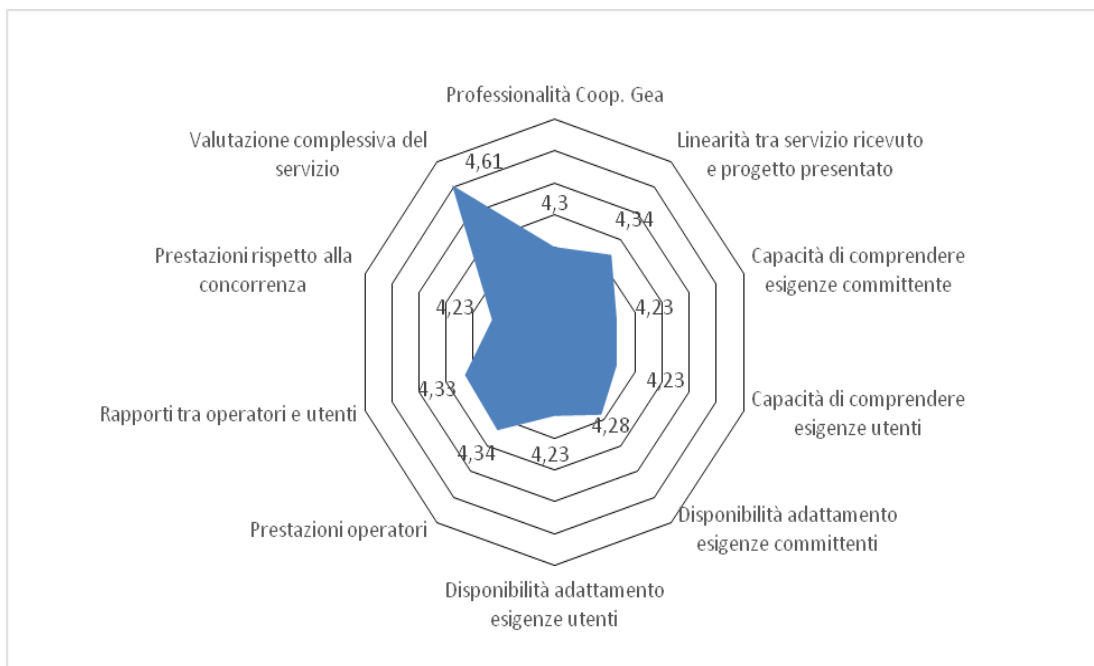 Professionalità Coop. Gea
Valutazione complessiva del
servizio
Linearità tra servizio ricevuto
e progetto presentato
4,61
4,3
4,34
Prestazioni rispetto alla
concorrenza
Capacità di comprendere
esigenze committente
4,23
4,23
4,33
4,23
Rapporti tra operatori e utenti
Capacità di comprendere
esigenze utenti
4,28
4,34
4,23
Prestazioni operatori
Disponibilità adattamento
esigenze committenti
Disponibilità adattamento
esigenze utenti